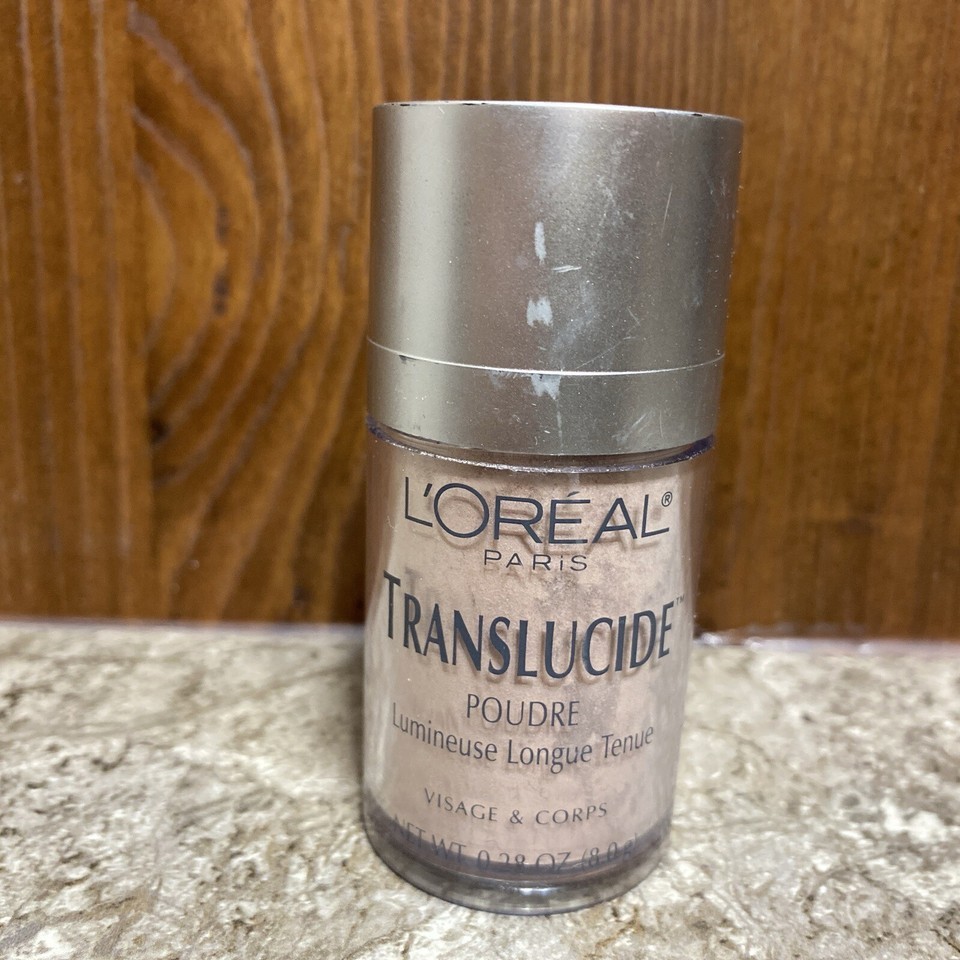 L'ORÉAL®
PARiS
TRANSLUCIDE™
POUDRE
Lumineuse Longue Tenue
VISAGE & CORPS
NET WT. 0.28 OZ (8.0 g)